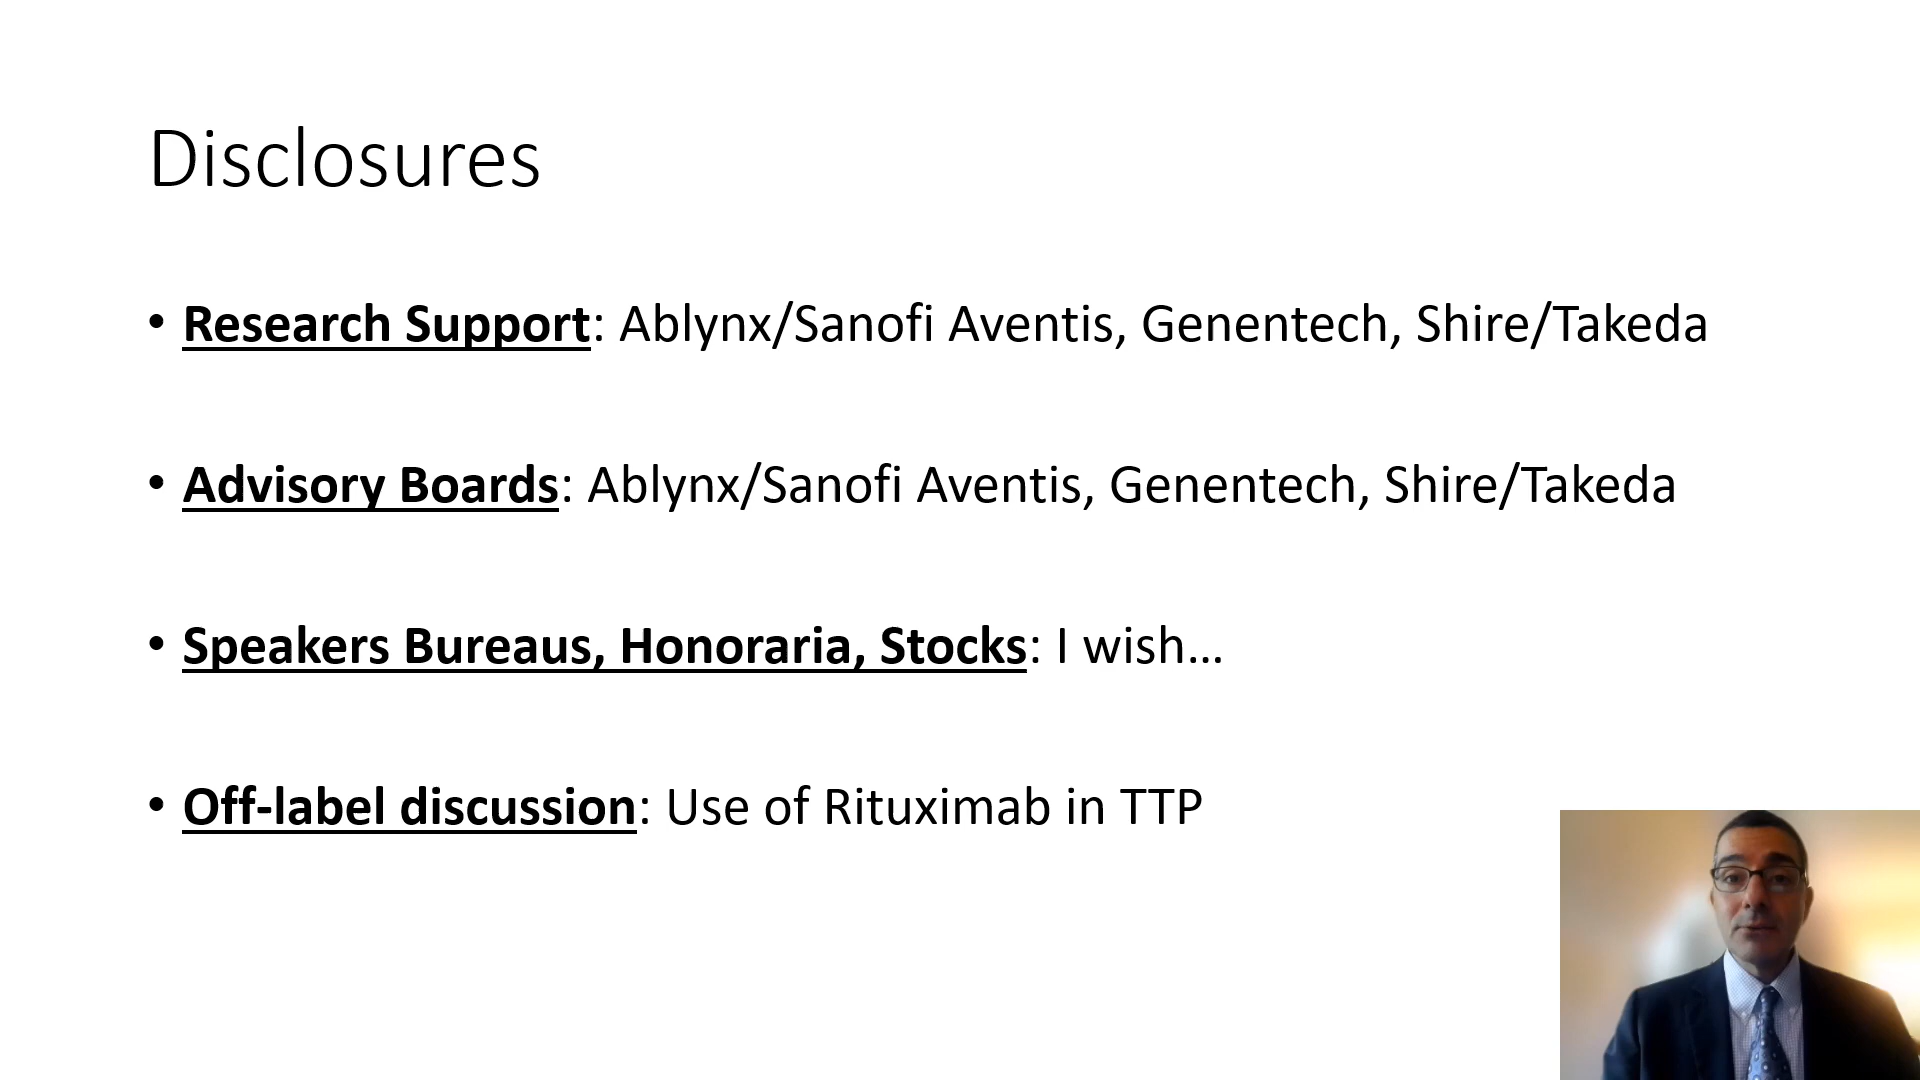 Disclosures
• Research Support: Ablynx/Sanofi Aventis, Genentech, Shire/Takeda
• Advisory Boards: Ablynx/Sanofi Aventis, Genentech, Shire/Takeda
• Speakers Bureaus, Honoraria, Stocks: I wish…
• Off-label discussion: Use of Rituximab in TTP